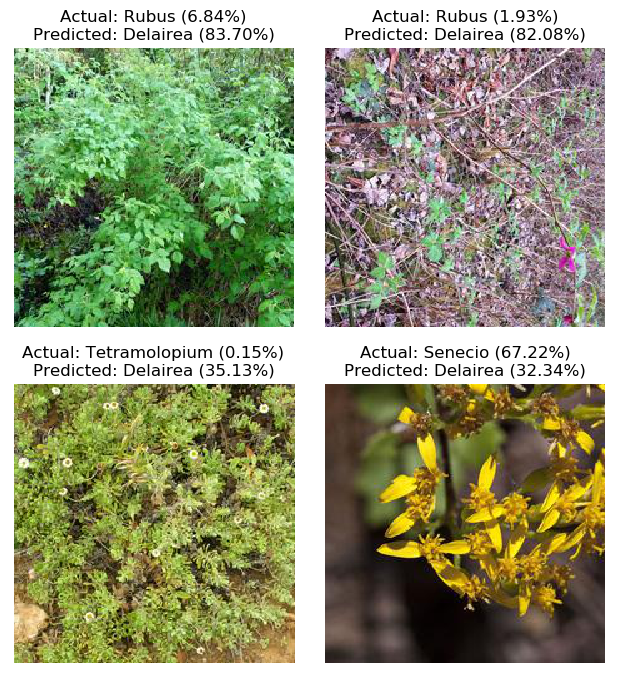 Actual: Rubus (6.84%)
Predicted: Delairea (83.70%)
Actual: Rubus (1.93%)
Predicted: Delairea (82.08%)
Actual: Tetramolopium (0.15%)
Predicted: Delairea (35.13%)
Actual: Senecio (67.22%)
Predicted: Delairea (32.34%)